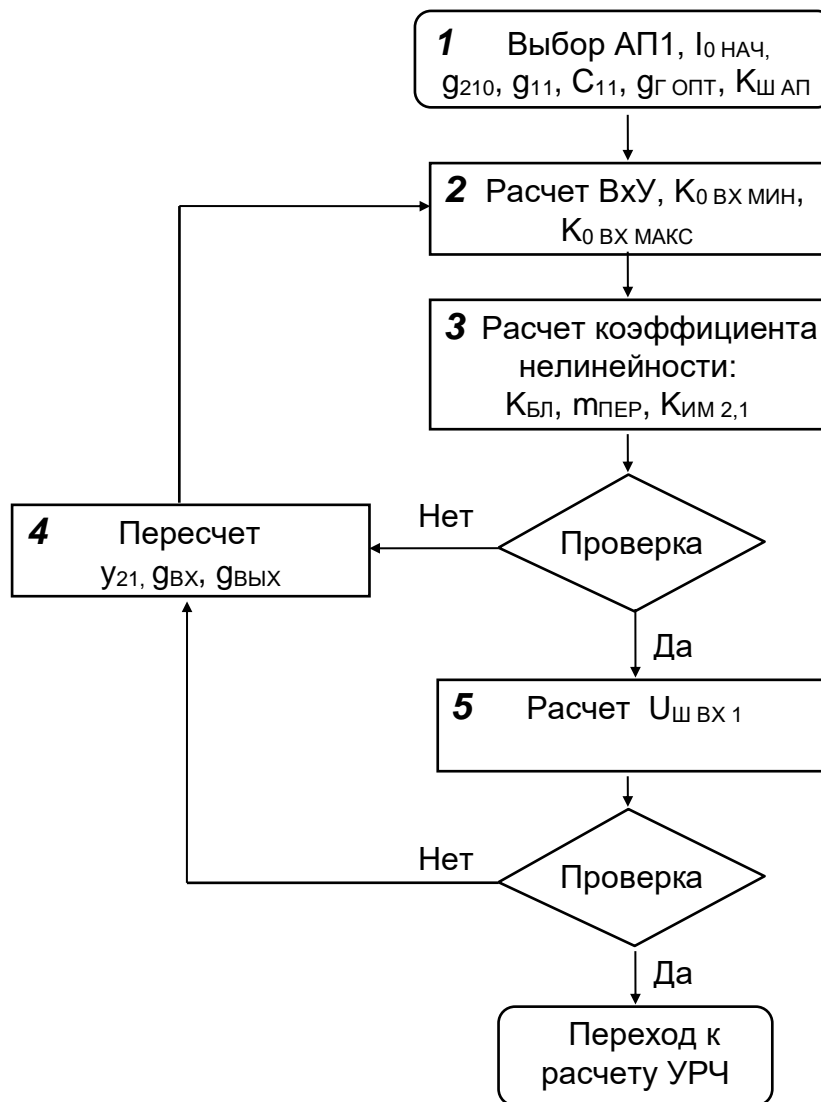 1 Выбор АП1, I0 НАЧ,
g210, g11, C11, gГ ОПТ, KШ АП
2 Расчет ВхУ, K0 ВХ МИН,
K0 ВХ МАКС
3 Расчет коэффициента
нелинейности:
KБЛ, mПЕР, KИМ 2,1
Нет
Проверка
4 Пересчет
y21, gВХ, gВЫХ
Да
5 Расчет UШ ВХ 1
Нет
Проверка
Да
Переход к
расчету УРЧ